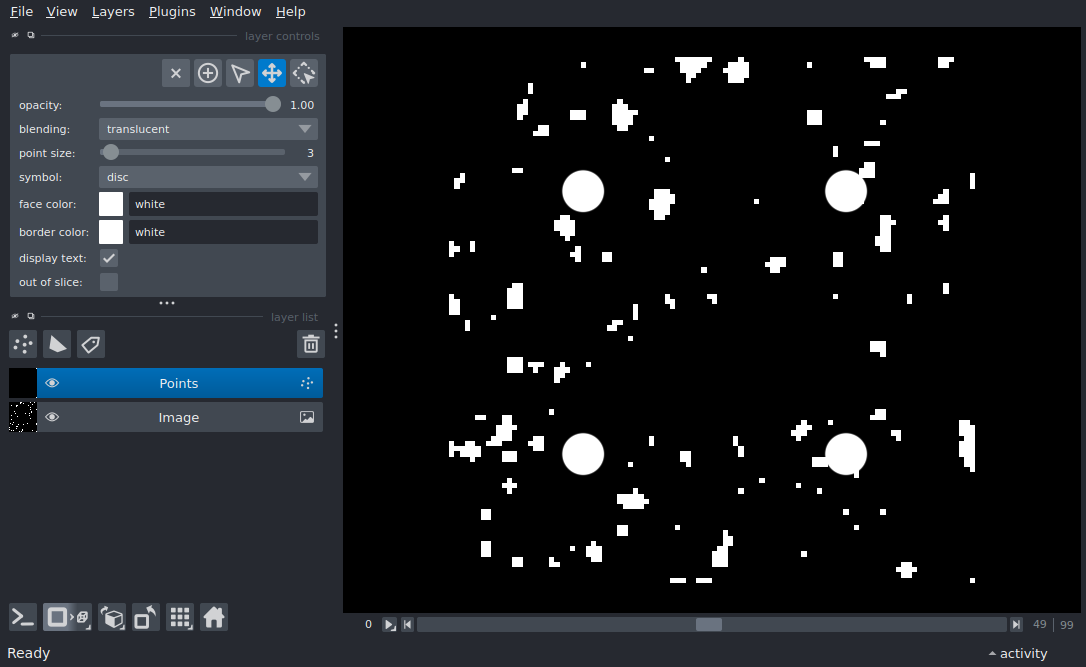 File View Layers Plugins Window Help
layer controls
opacity: 1.00
blending: translucent
point size: 3
symbol: disc
face color: white
border color: white
display text:
out of slice:
layer list
Points
Image
0 49 99
Ready activity